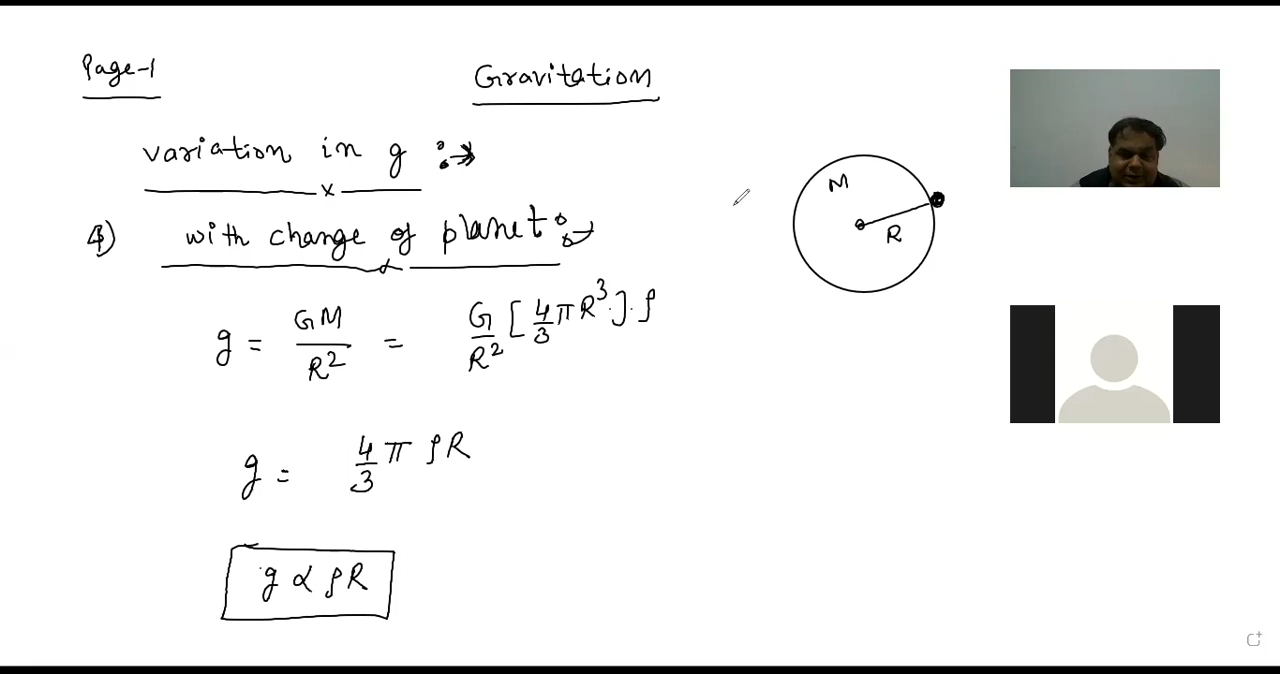 Page-1
Gravitation
variation in g :→
4) with change of planet :→
M
R
g = GM/R² = G/R² [4/3 πR³.].ρ
g = 4/3 π ρR
g ∝ ρR